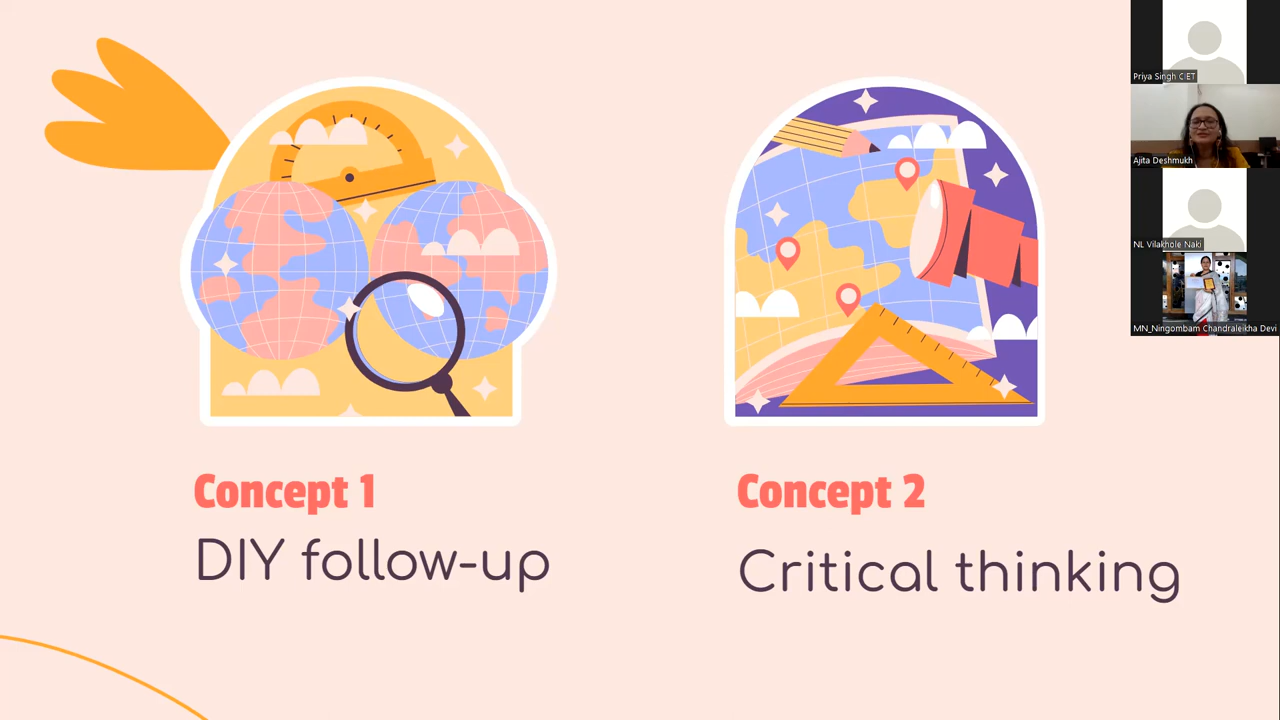 Concept 1
DIY follow-up
Concept 2
Critical thinking
Priya Singh CIET
Ajita Deshmukh
NL Vilakhole Naki
MN_Ningombam Chandraleikha Devi